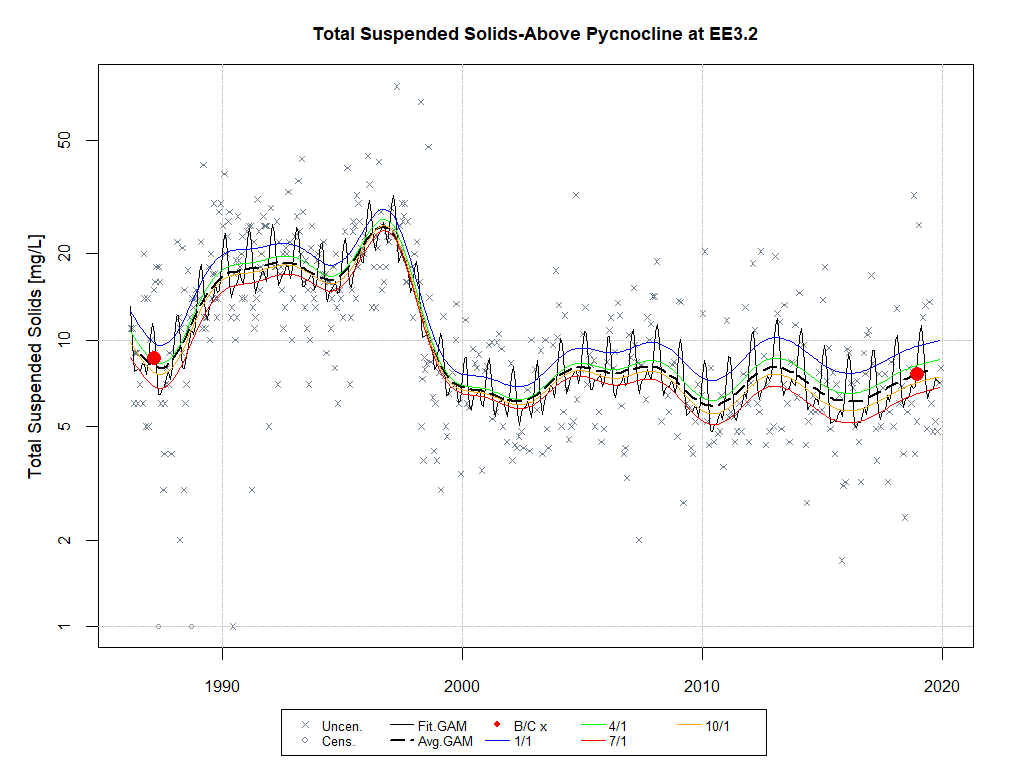 Total Suspended Solids-Above Pycnocline at EE3.2
Total Suspended Solids [mg/L]
50
20
10
5
2
1
1990 2000 2010 2020
Uncen. Fit.GAM B/C x 4/1 10/1
Cens. Avg.GAM 1/1 7/1